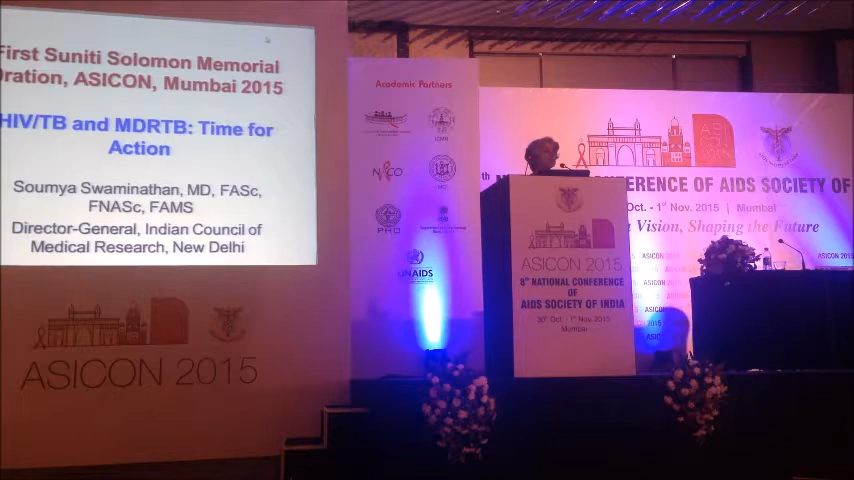 First Suniti Solomon Memorial
Oration, ASICON, Mumbai 2015
HIV/TB and MDRTB: Time for
Action
Soumya Swaminathan, MD, FASc,
FNASc, FAMS
Director-General, Indian Council of
Medical Research, New Delhi
ASICON 2015
Academic Partners
ICMR
PHO
UNAIDS
CONFERENCE OF AIDS SOCIETY OF
Oct. - 1st Nov. 2015 | Mumbai
Vision, Shaping the Future
ASICON 2015
8th NATIONAL CONFERENCE
OF
AIDS SOCIETY OF INDIA
30th Oct. - 1st Nov. 2015
Mumbai